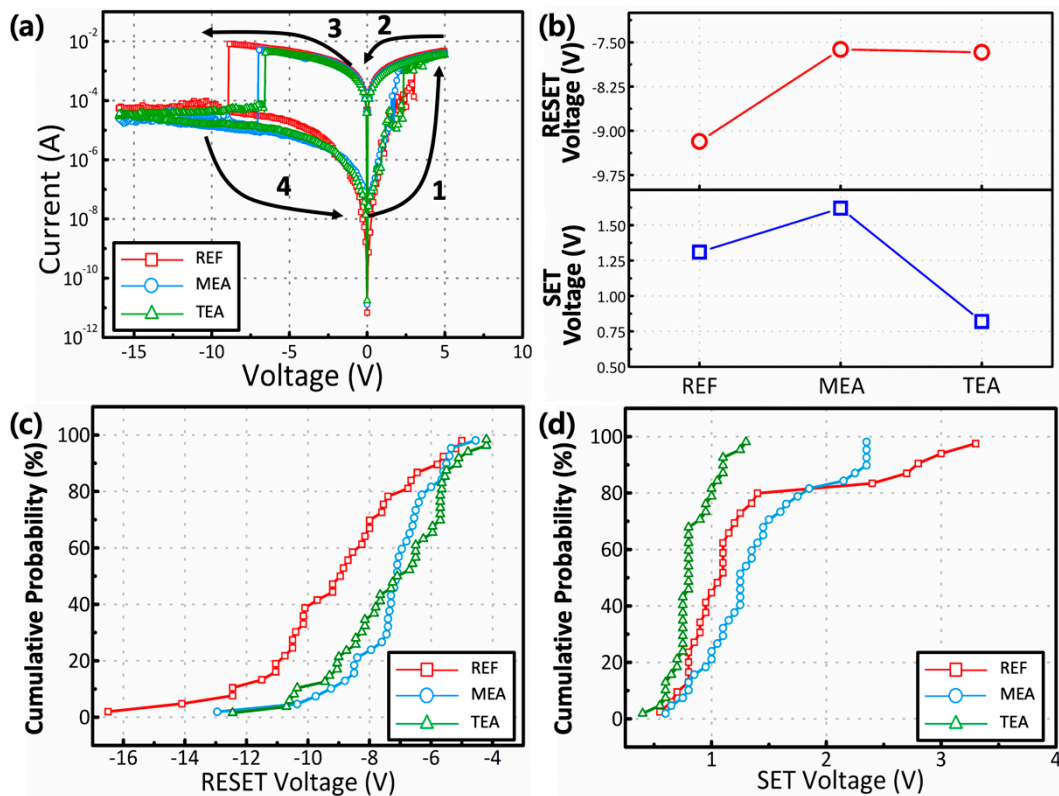 (a)
3
2
4
1
10⁻²
10⁻⁴
10⁻⁶
10⁻⁸
10⁻¹⁰
10⁻¹²
Current (A)
REF
MEA
TEA
-15
-10
-5
0
5
10
Voltage (V)
(b)
-7.50
-8.25
-9.00
-9.75
RESET
Voltage (V)
1.50
1.25
1.00
0.75
0.50
SET
Voltage (V)
REF
MEA
TEA
(c)
100
80
60
40
20
0
Cumulative Probability (%)
REF
MEA
TEA
-16
-14
-12
-10
-8
-6
-4
RESET Voltage (V)
(d)
100
80
60
40
20
0
Cumulative Probability (%)
REF
MEA
TEA
1
2
3
4
SET Voltage (V)